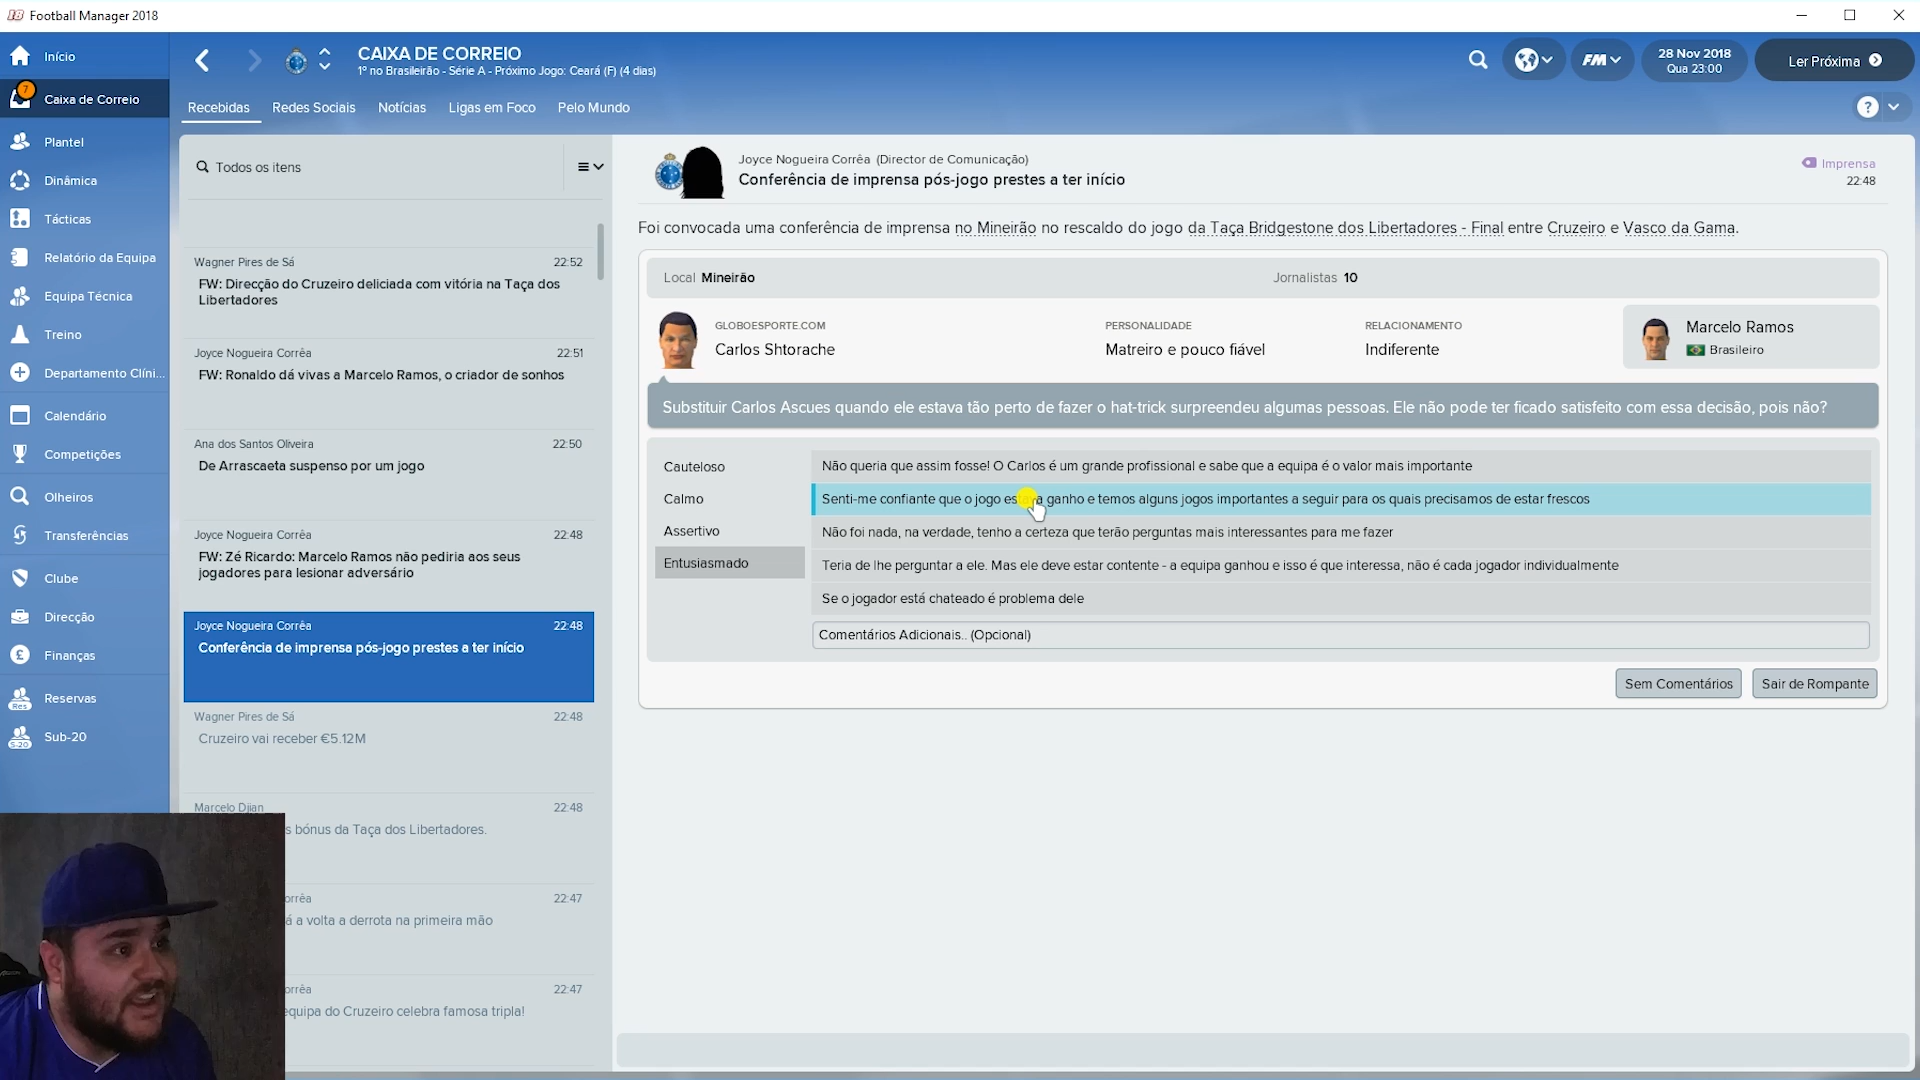 Football Manager 2018
Início
7
Caixa de Correio
Plantel
Dinâmica
Tácticas
Relatório da Equipa
Equipa Técnica
Treino
Departamento Clíni...
Calendário
Competições
Olheiros
Transferências
Clube
Direcção
Finanças
Res
Reservas
S-20
Sub-20
CAIXA DE CORREIO
1º no Brasileirão - Série A - Próximo Jogo: Ceará (F) (4 dias)
FM
28 Nov 2018
Qua 23:00
Ler Próxima
Recebidas
Redes Sociais
Notícias
Ligas em Foco
Pelo Mundo
?
Todos os itens
Wagner Pires de Sá 22:52
FW: Direcção do Cruzeiro deliciada com vitória na Taça dos
Libertadores
Joyce Nogueira Corrêa 22:51
FW: Ronaldo dá vivas a Marcelo Ramos, o criador de sonhos
Ana dos Santos Oliveira 22:50
De Arrascaeta suspenso por um jogo
Joyce Nogueira Corrêa 22:48
FW: Zé Ricardo: Marcelo Ramos não pediria aos seus
jogadores para lesionar adversário
Joyce Nogueira Corrêa 22:48
Conferência de imprensa pós-jogo prestes a ter início
Wagner Pires de Sá 22:48
Cruzeiro vai receber €5.12M
Marcelo Djian 22:48
s bónus da Taça dos Libertadores.
orrêa 22:47
á a volta a derrota na primeira mão
orrêa 22:47
equipa do Cruzeiro celebra famosa tripla!
Joyce Nogueira Corrêa (Director de Comunicação)
Conferência de imprensa pós-jogo prestes a ter início
Imprensa
22:48
Foi convocada uma conferência de imprensa no Mineirão no rescaldo do jogo da Taça Bridgestone dos Libertadores - Final entre Cruzeiro e Vasco da Gama.
Local Mineirão
Jornalistas 10
GLOBOESPORTE.COM
Carlos Shtorache
PERSONALIDADE
Matreiro e pouco fiável
RELACIONAMENTO
Indiferente
Marcelo Ramos
Brasileiro
Substituir Carlos Ascues quando ele estava tão perto de fazer o hat-trick surpreendeu algumas pessoas. Ele não pode ter ficado satisfeito com essa decisão, pois não?
Cauteloso
Calmo
Assertivo
Entusiasmado
Não queria que assim fosse! O Carlos é um grande profissional e sabe que a equipa é o valor mais importante
Senti-me confiante que o jogo estava ganho e temos alguns jogos importantes a seguir para os quais precisamos de estar frescos
Não foi nada, na verdade, tenho a certeza que terão perguntas mais interessantes para me fazer
Teria de lhe perguntar a ele. Mas ele deve estar contente - a equipa ganhou e isso é que interessa, não é cada jogador individualmente
Se o jogador está chateado é problema dele
Comentários Adicionais.. (Opcional)
Sem Comentários
Sair de Rompante